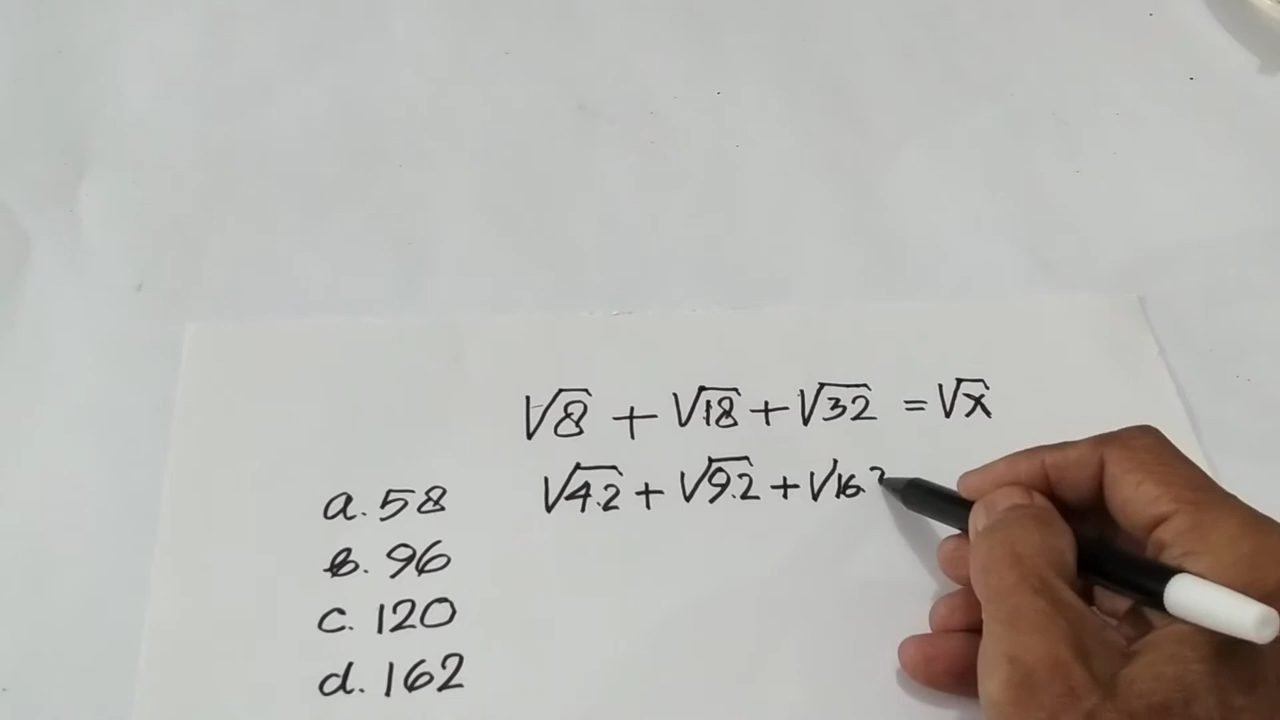 √8 + √18 + √32 = √x
√4.2 + √9.2 + √16.
a. 58
b. 96
c. 120
d. 162